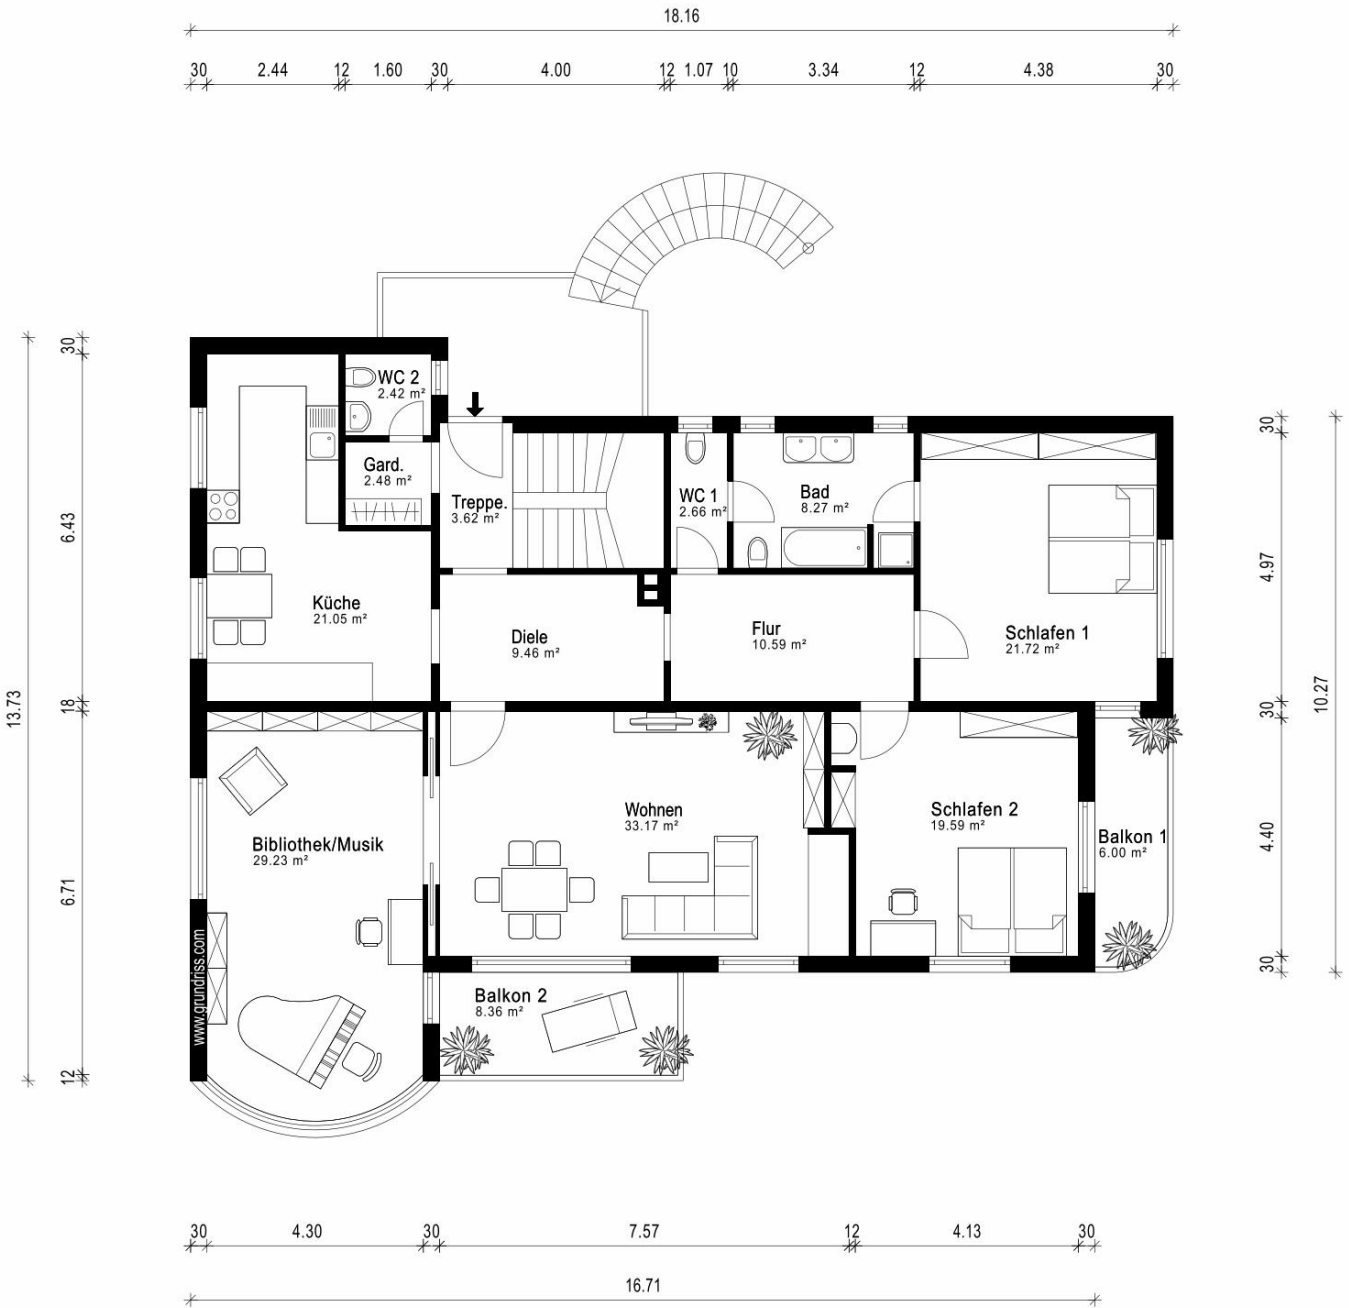 18.16
30 2.44 12 1.60 30 4.00 12 1.07 10 3.34 12 4.38 30
13.73
30
6.43
18
6.71
12
WC 2
2.42 m²
Gard.
2.48 m²
Treppe.
3.62 m²
WC 1
2.66 m²
Bad
8.27 m²
Küche
21.05 m²
Diele
9.46 m²
Flur
10.59 m²
Schlafen 1
21.72 m²
Bibliothek/Musik
29.23 m²
Wohnen
33.17 m²
Schlafen 2
19.59 m²
Balkon 1
6.00 m²
Balkon 2
8.36 m²
www.grundriss.com
30
4.97
30
4.40
30
10.27
30 4.30 30 7.57 12 4.13 30
16.71